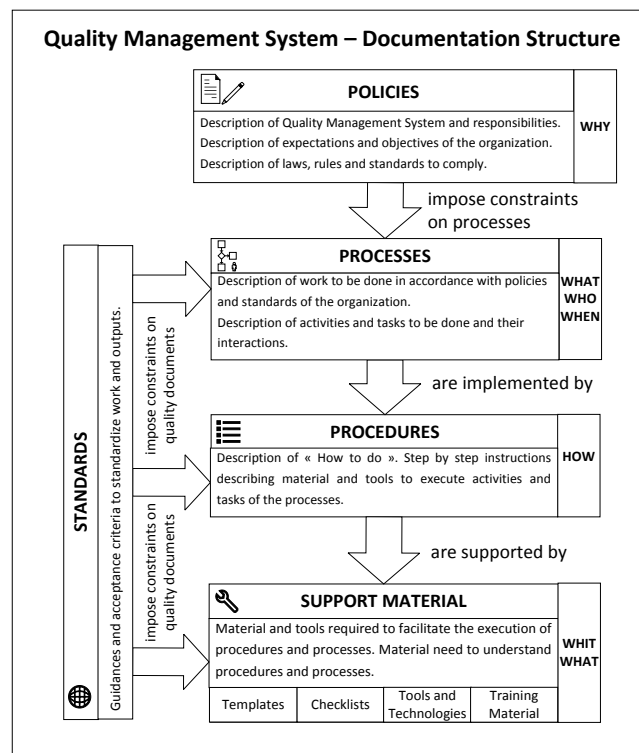 Quality Management System – Documentation Structure
POLICIES
Description of Quality Management System and responsibilities.
Description of expectations and objectives of the organization.
Description of laws, rules and standards to comply.
WHY
impose constraints
on processes
PROCESSES
Description of work to be done in accordance with policies
and standards of the organization.
Description of activities and tasks to be done and their
interactions.
WHAT
WHO
WHEN
are implemented by
PROCEDURES
Description of « How to do ». Step by step instructions
describing material and tools to execute activities and
tasks of the processes.
HOW
are supported by
SUPPORT MATERIAL
Material and tools required to facilitate the execution of
procedures and processes. Material need to understand
procedures and processes.
WHIT
WHAT
Templates
Checklists
Tools and
Technologies
Training
Material
STANDARDS
Guidances and acceptance criteria to standardize work and outputs.
impose constraints on
quality documents
impose constraints on
quality documents